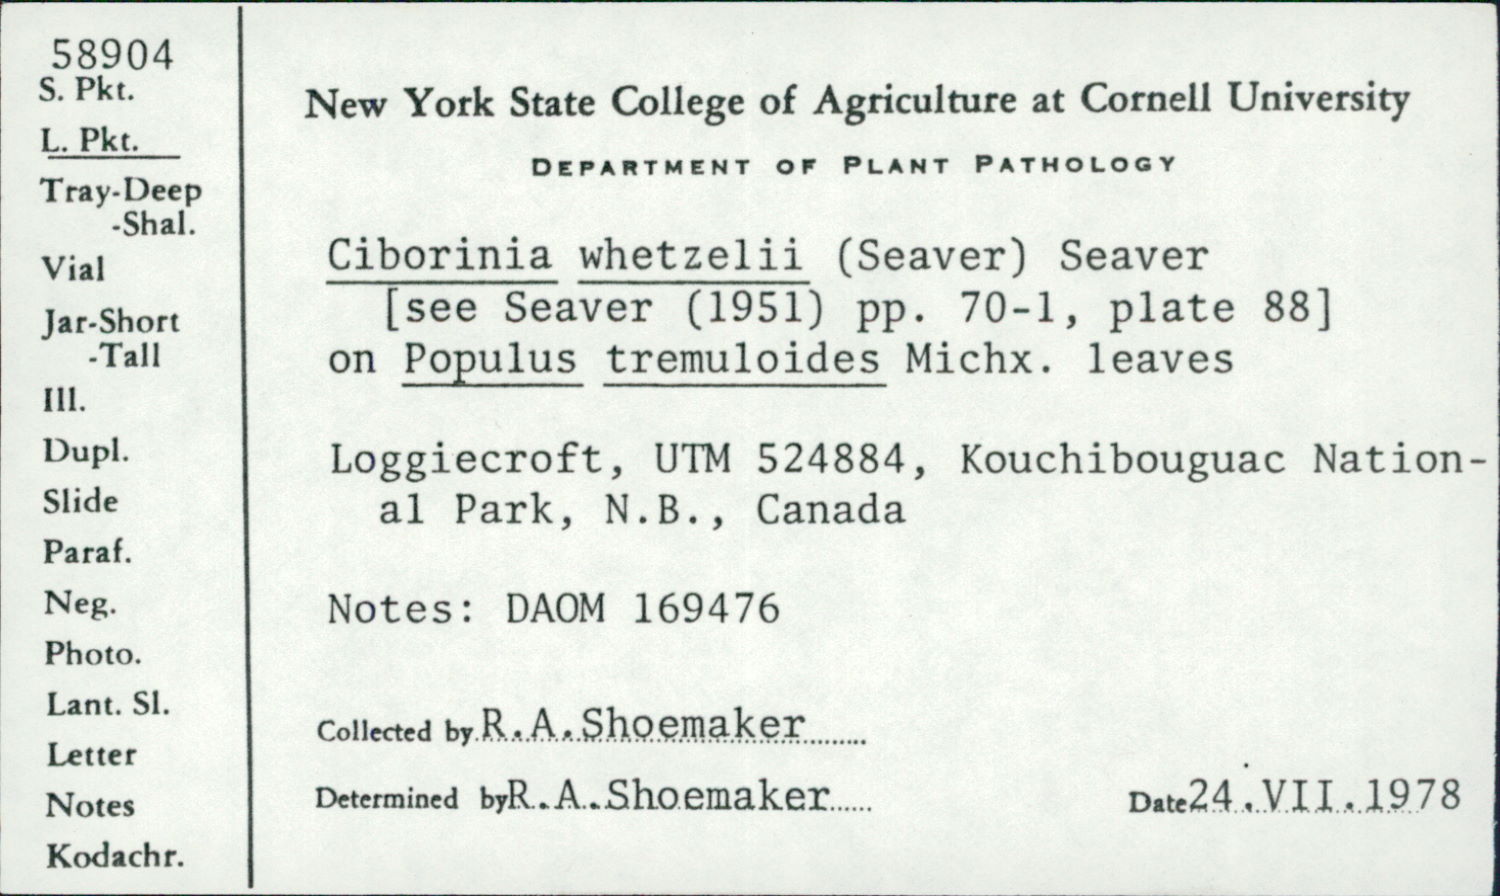 58904
S. Pkt.
L. Pkt.
Tray-Deep
-Shal.
Vial
Jar-Short
-Tall
Ill.
Dupl.
Slide
Paraf.
Neg.
Photo.
Lant. Sl.
Letter
Notes
Kodachr.
New York State College of Agriculture at Cornell University
DEPARTMENT OF PLANT PATHOLOGY
Ciborinia whetzelii (Seaver) Seaver
[see Seaver (1951) pp. 70-1, plate 88]
on Populus tremuloides Michx. leaves
Loggiecroft, UTM 524884, Kouchibouguac Nation-
al Park, N.B., Canada
Notes: DAOM 169476
Collected by R.A.Shoemaker
Determined by R.A.Shoemaker Date 24.VII.1978